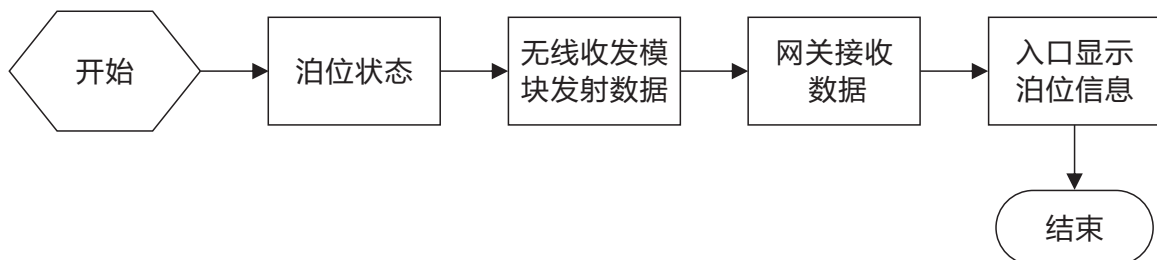 开始
泊位状态
无线收发模
块发射数据
网关接收
数据
入口显示
泊位信息
结束